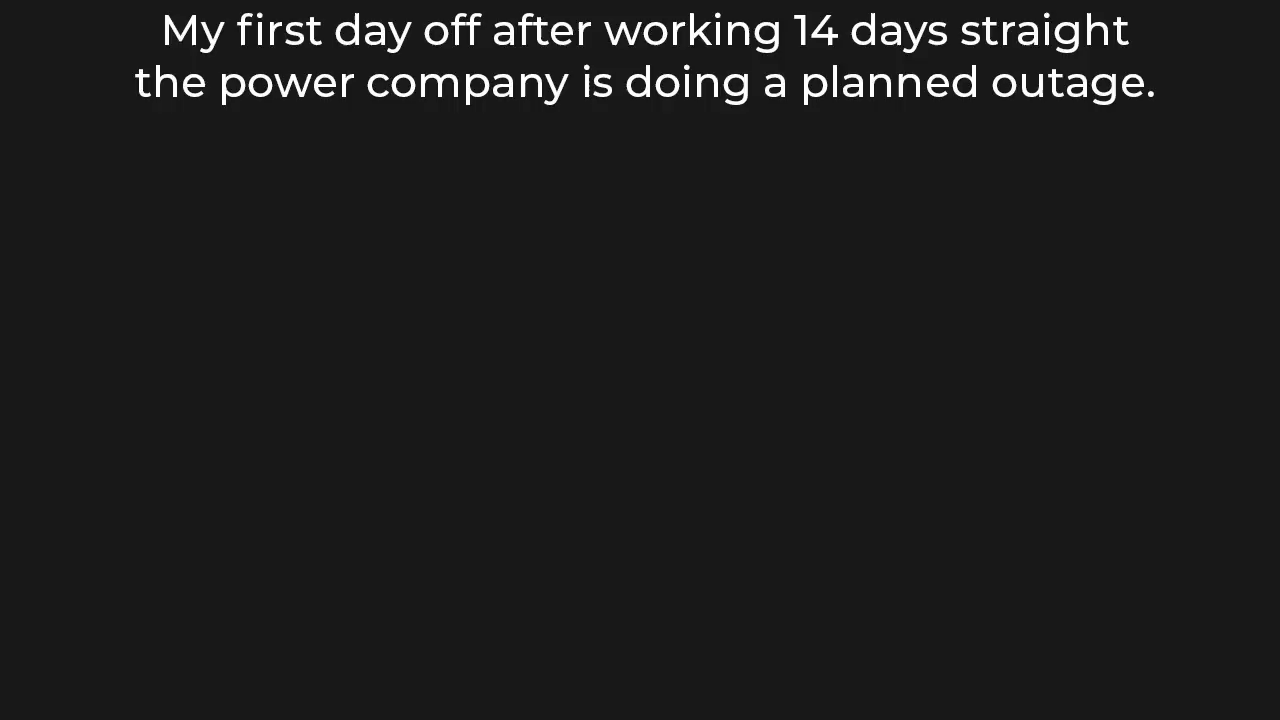 My first day off after working 14 days straight
the power company is doing a planned outage.